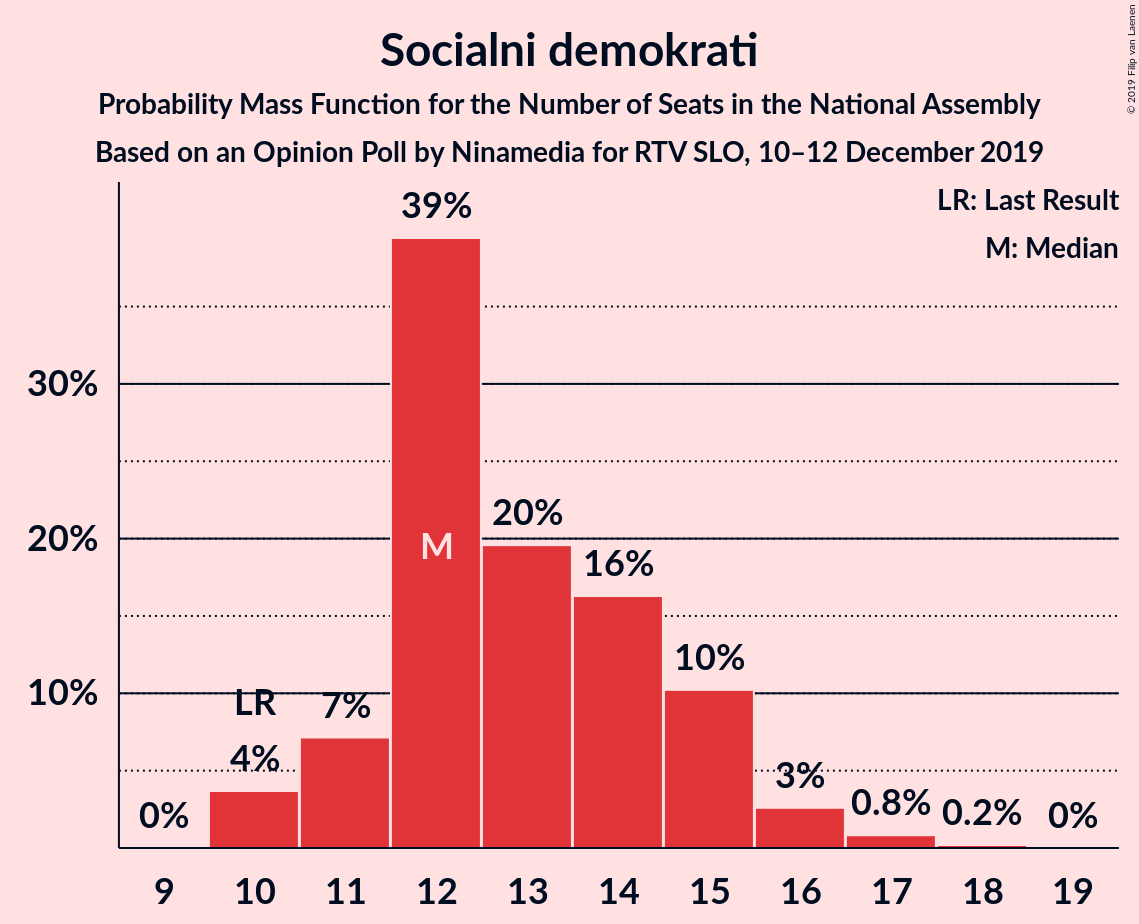 Socialni demokrati
Probability Mass Function for the Number of Seats in the National Assembly
Based on an Opinion Poll by Ninamedia for RTV SLO, 10–12 December 2019
© 2019 Filip van Laenen
LR: Last Result
M: Median
39%
30%
20%
M
20%
16%
10%
10%
LR
7%
4%
3%
0%
0.8%
0.2%
0%
9 10 11 12 13 14 15 16 17 18 19